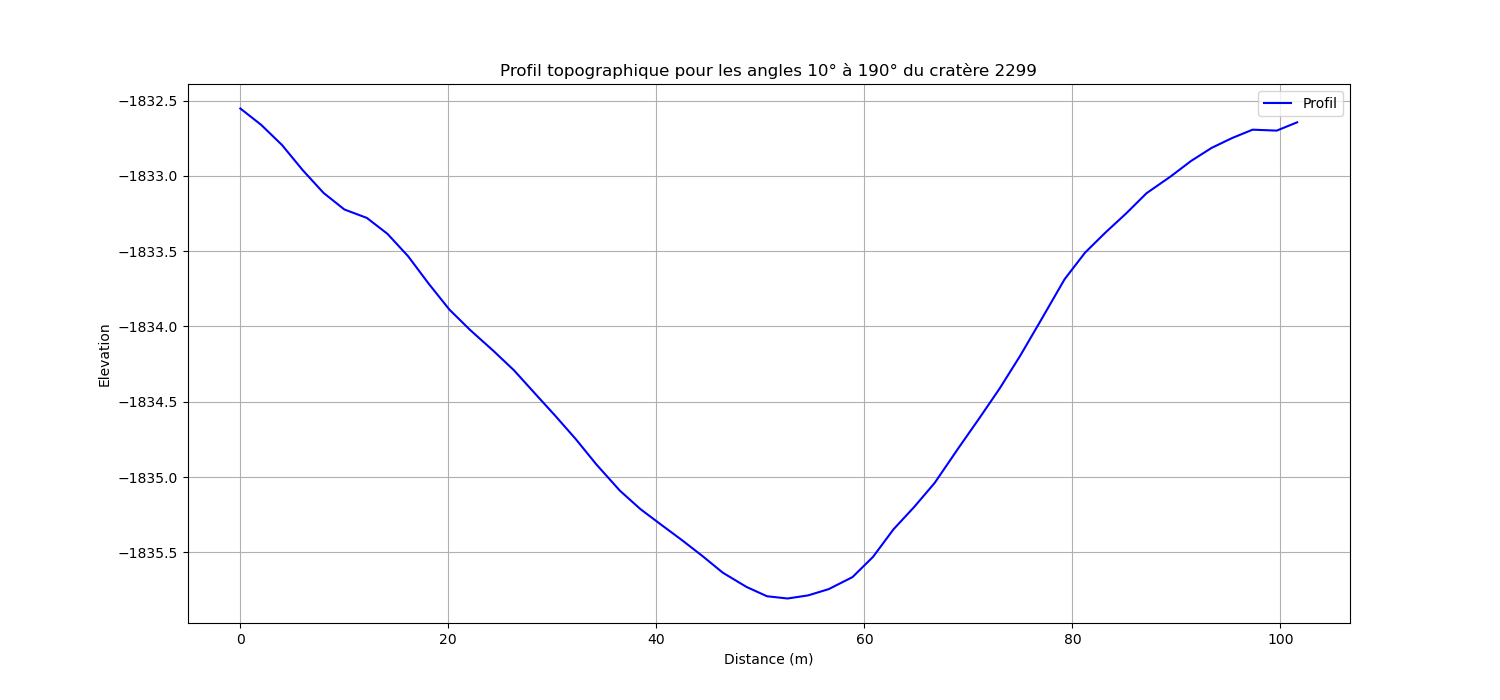 Profil topographique pour les angles 10° à 190° du cratère 2299
Profil
−1832.5
−1833.0
−1833.5
−1834.0
−1834.5
−1835.0
−1835.5
Elevation
0 20 40 60 80 100
Distance (m)